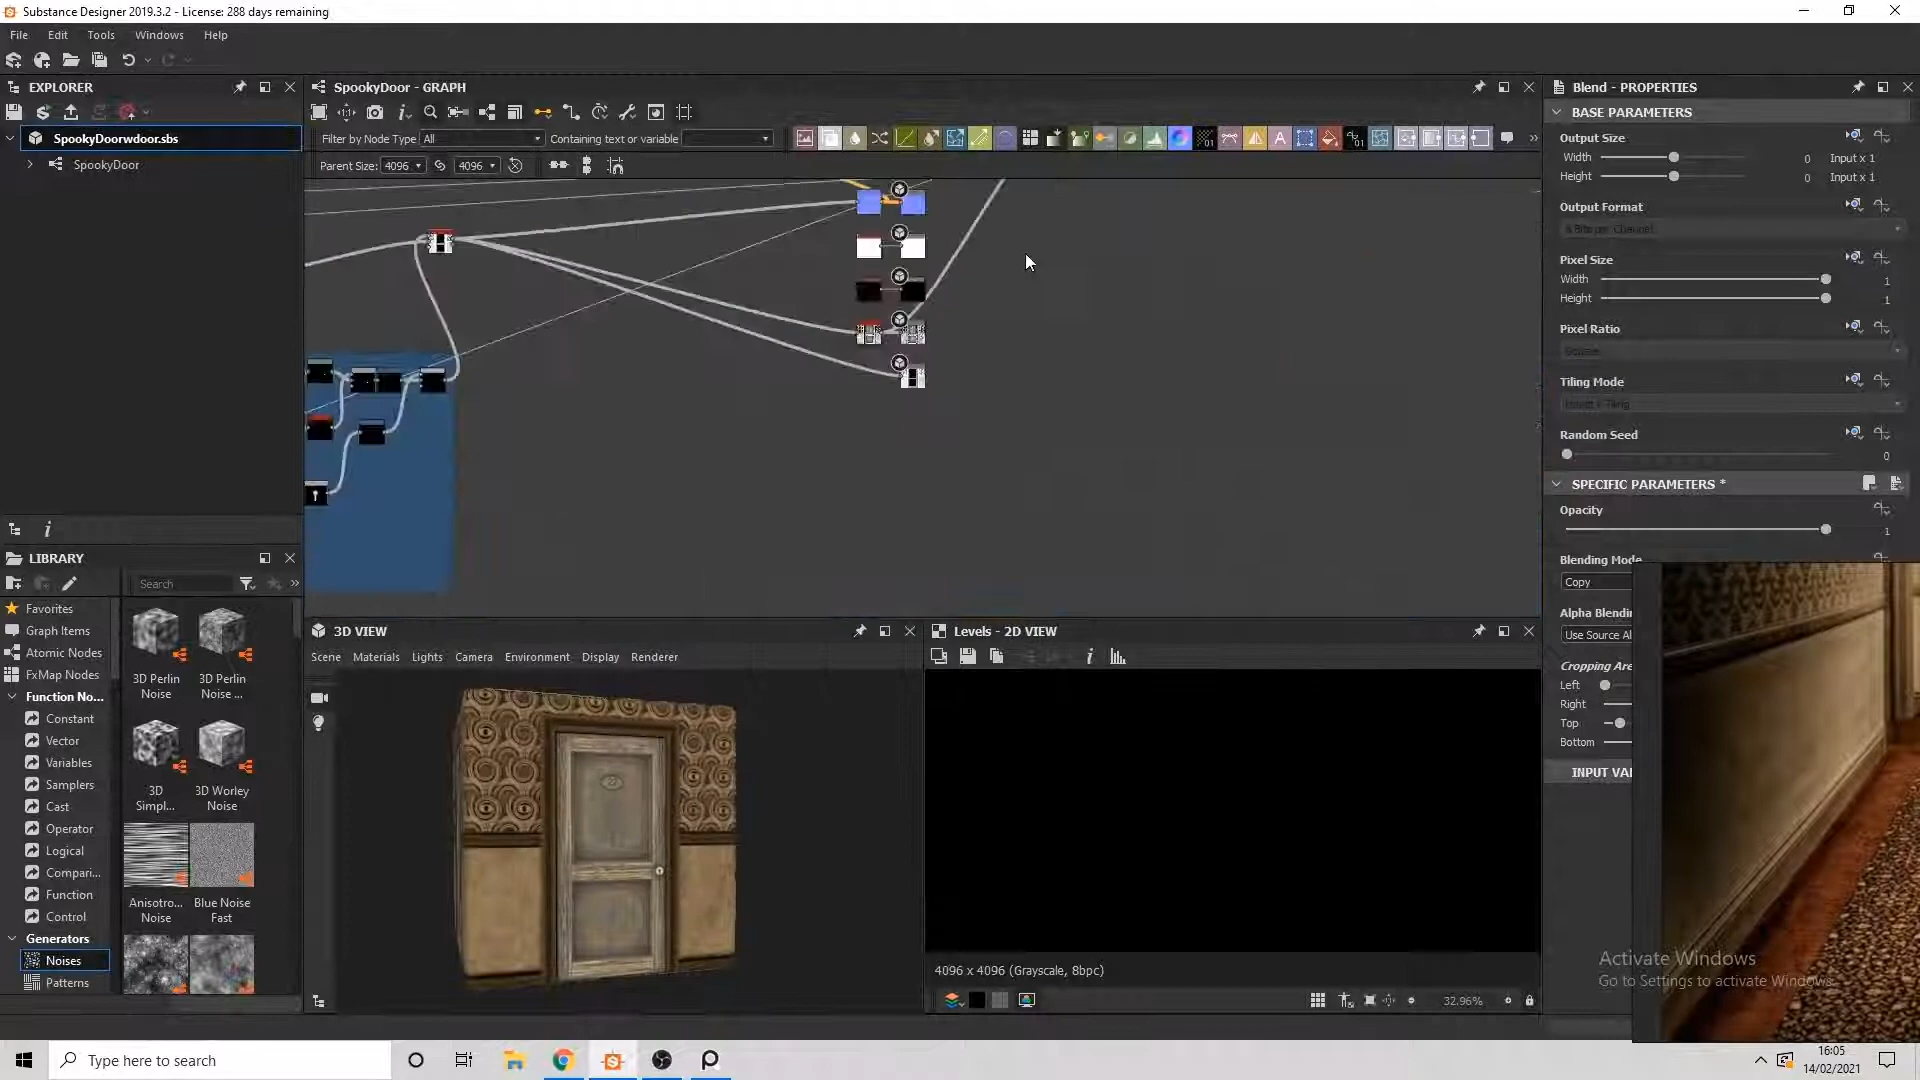 Substance Designer 2019.3.2 - License: 288 days remaining
File Edit Tools Windows Help
EXPLORER
SpookyDoorwdoor.sbs
SpookyDoor
SpookyDoor - GRAPH
Filter by Node Type All Containing text or variable
Parent Size: 4096 4096
Blend - PROPERTIES
BASE PARAMETERS
Output Size
Width 0 Input x 1
Height 0 Input x 1
Output Format
Pixel Size
Width 1
Height 1
Pixel Ratio
Tiling Mode
Random Seed
0
SPECIFIC PARAMETERS *
Opacity
1
Blending Mode
Copy
Alpha Blendin
Use Source Al
Cropping Are
Left
Right
Top
Bottom
INPUT VA
LIBRARY
Search
Favorites
Graph Items
Atomic Nodes
FxMap Nodes
Function No...
Constant
Vector
Variables
Samplers
Cast
Operator
Logical
Compari...
Function
Control
Generators
Noises
Patterns
3D Perlin Noise
3D Perlin Noise ...
3D Simpl...
3D Worley Noise
Anisotro... Noise
Blue Noise Fast
3D VIEW
Scene Materials Lights Camera Environment Display Renderer
Levels - 2D VIEW
4096 x 4096 (Grayscale, 8bpc)
32.96%
Activate Windows
Go to Settings to activate Windows.
Type here to search
16:05
14/02/2021